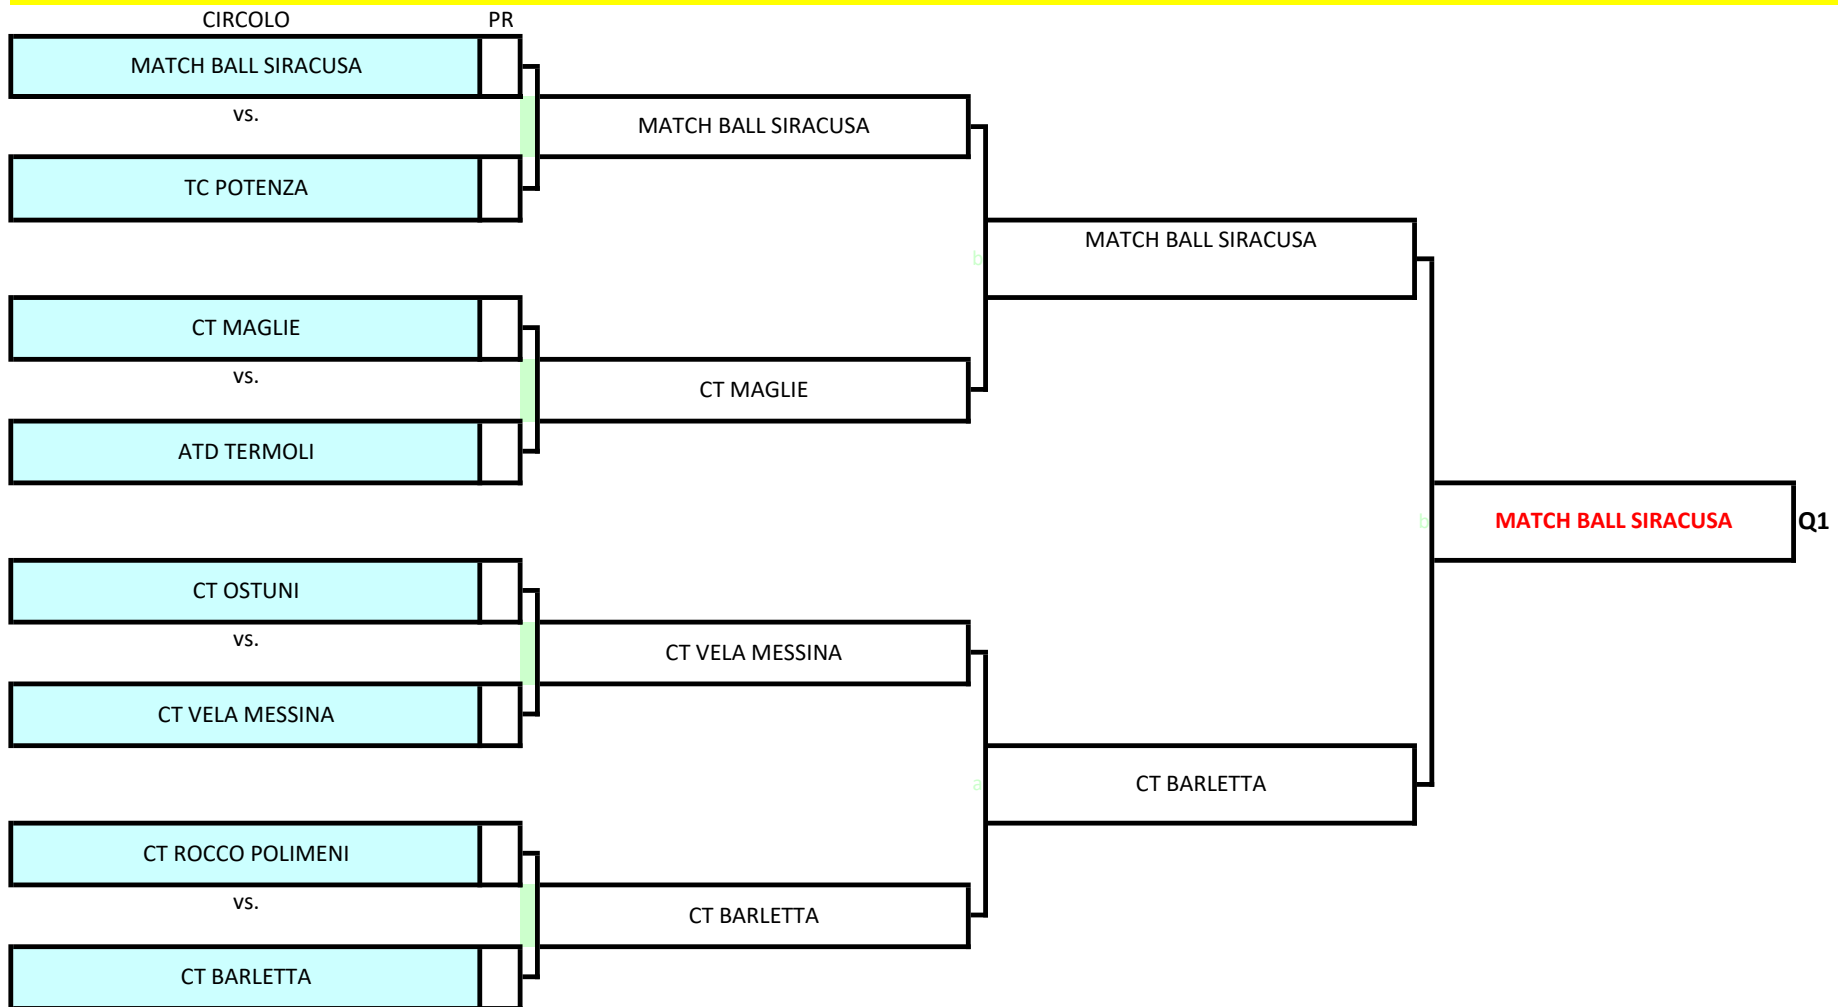 CIRCOLO PR
MATCH BALL SIRACUSA
vs.
MATCH BALL SIRACUSA
TC POTENZA
MATCH BALL SIRACUSA
b
CT MAGLIE
vs.
CT MAGLIE
ATD TERMOLI
b MATCH BALL SIRACUSA Q1
CT OSTUNI
vs.
CT VELA MESSINA
CT VELA MESSINA
a CT BARLETTA
CT ROCCO POLIMENI
vs.
CT BARLETTA
CT BARLETTA